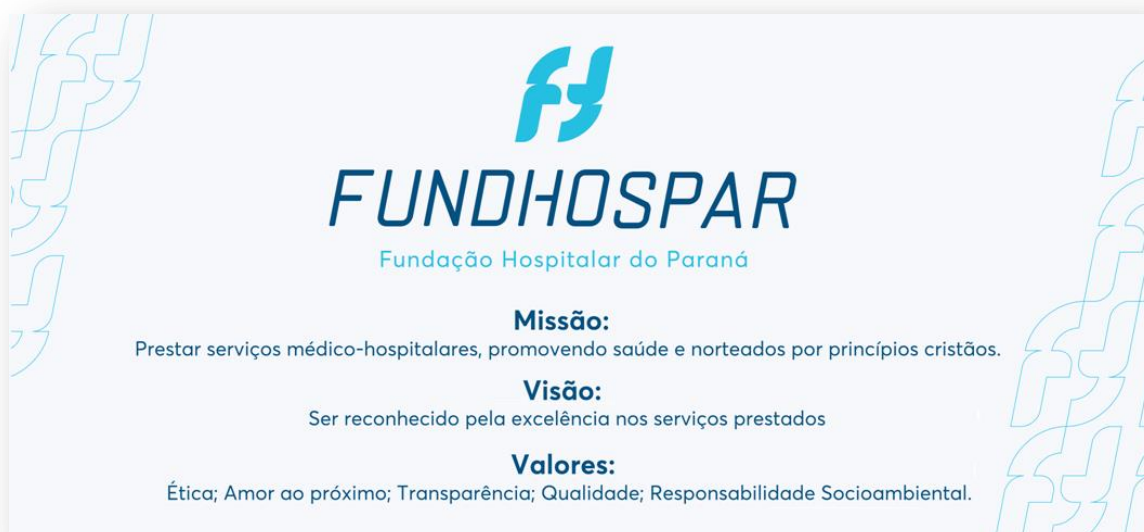 FUNDHOSPAR
Fundação Hospitalar do Paraná
Missão:
Prestar serviços médico-hospitalares, promovendo saúde e norteados por princípios cristãos.
Visão:
Ser reconhecido pela excelência nos serviços prestados
Valores:
Ética; Amor ao próximo; Transparência; Qualidade; Responsabilidade Socioambiental.